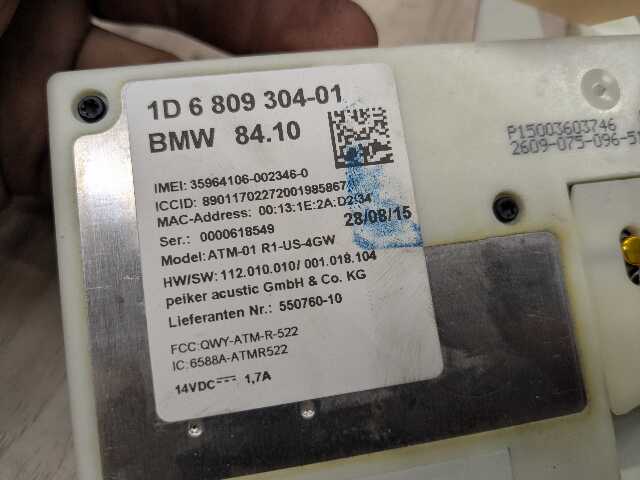 1D 6 809 304-01
BMW 84.10
IMEI: 35964106-002346-0
ICCID: 89011702272001985867
MAC-Address: 00:13:1E:2A:D2:34
Ser.: 0000618549
28/08/15
Model: ATM-01 R1-US-4GW
HW/SW: 112.010.010/ 001.018.104
peiker acustic GmbH & Co. KG
Lieferanten Nr.: 550760-10
FCC:QWY-ATM-R-522
IC:6588A-ATMR522
14VDC⎓ 1,7A
P15003603746
2609-075-096-51